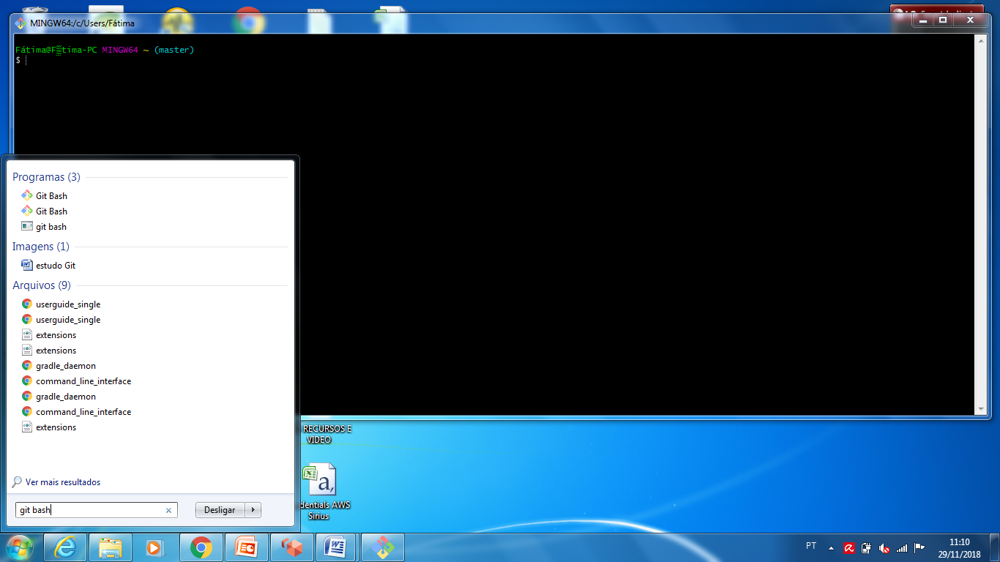 MINGW64:/c/Users/Fátima
Fátima@F▒tima-PC MINGW64 ~ (master)
$
Programas (3)
Git Bash
Git Bash
git bash
Imagens (1)
estudo Git
Arquivos (9)
userguide_single
userguide_single
extensions
extensions
gradle_daemon
command_line_interface
gradle_daemon
command_line_interface
extensions
Ver mais resultados
git bash
Desligar
RECURSOS E
VIDEO
a,
dentials AWS
Sirius
PT
11:10
29/11/2018